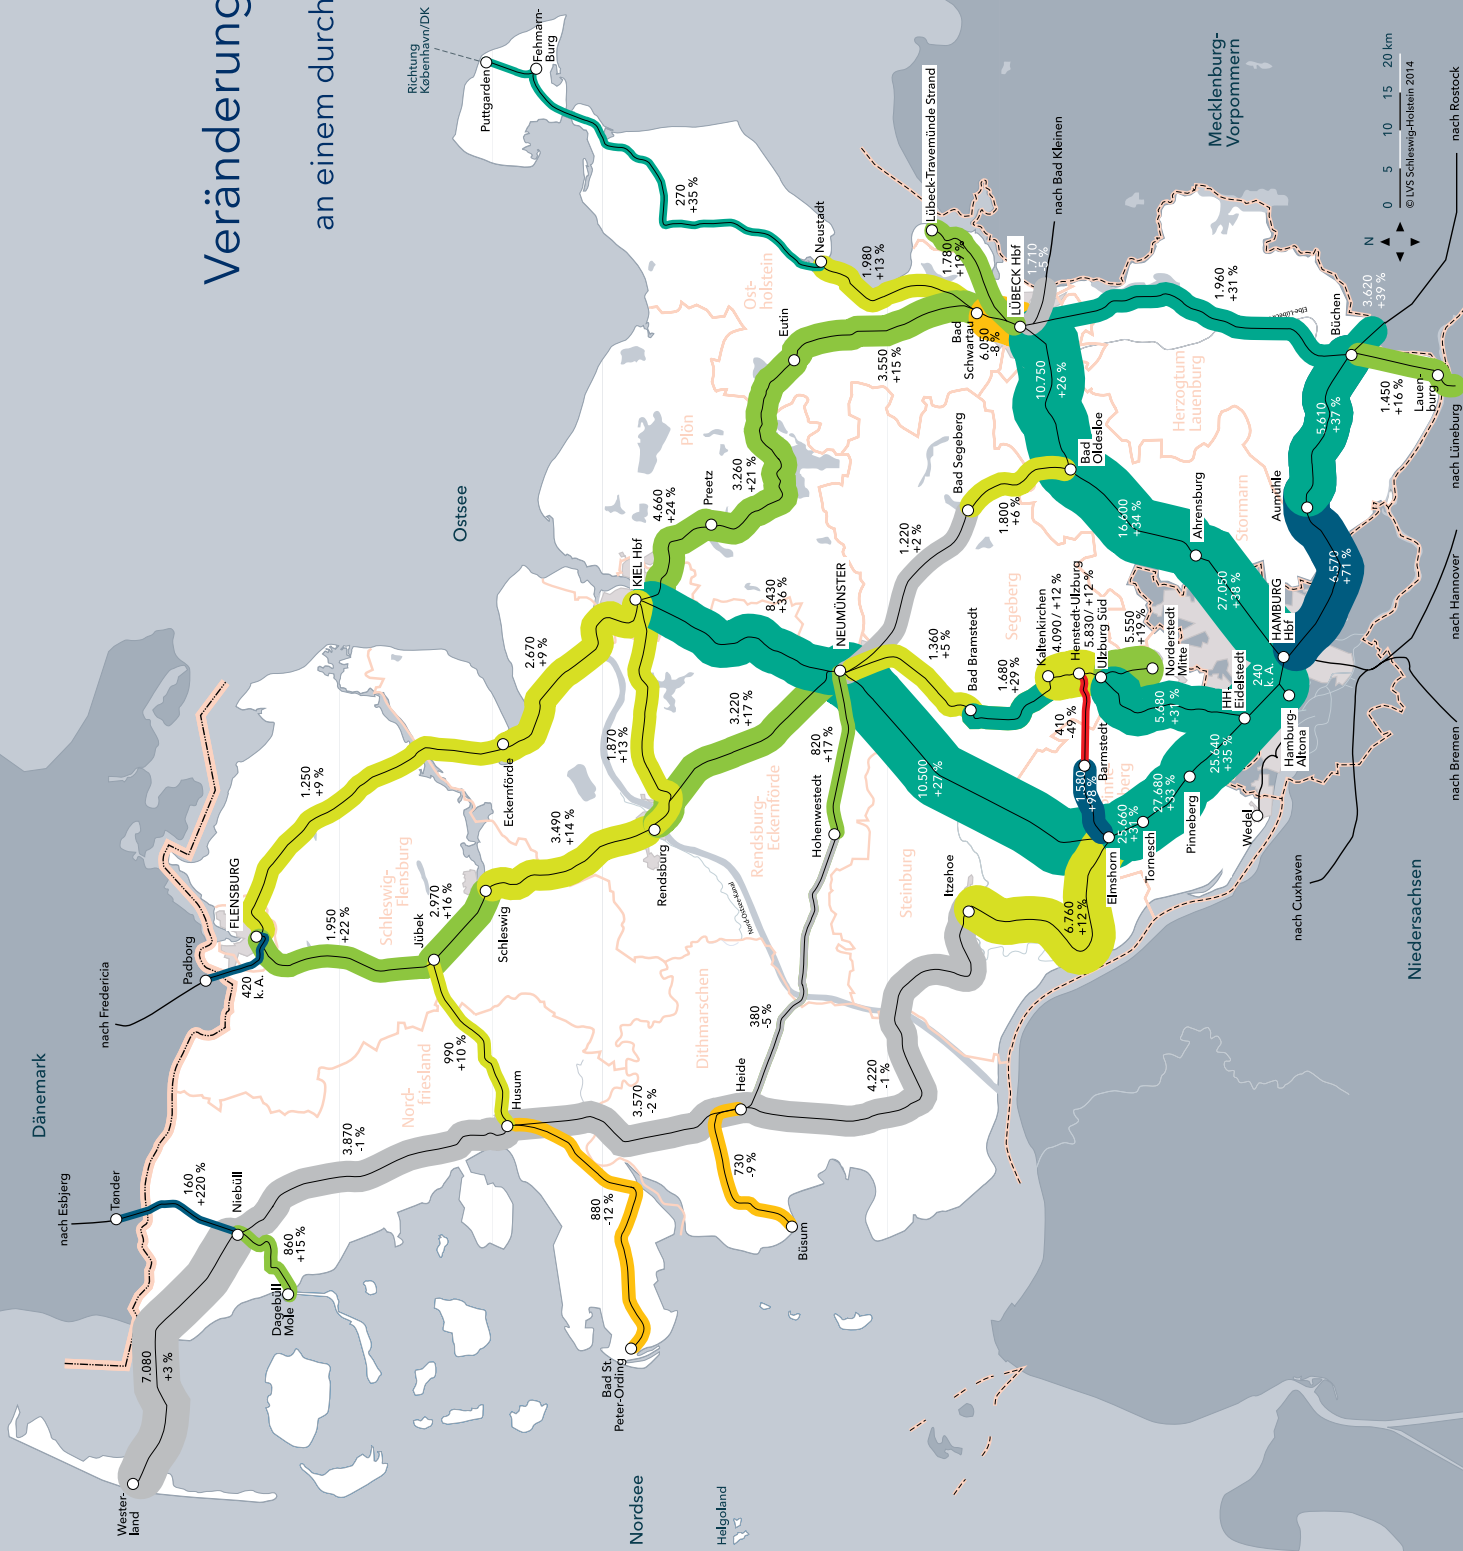 Veränderung
an einem durch
Richtung
København/DK
Puttgarden
Fehmarn-
Burg
270
+35 %
Neustadt
Lübeck-Travemünde Strand
1.980
+13 %
1.780
+19 %
Mecklenburg-
Vorpommern
nach Bad Kleinen
nach Rostock
0 5 10 15 20 km
© LVS Schleswig-Holstein 2014
N
Ost-
holstein
Eutin
3.550
+15 %
Bad
Schwartau
6.050
-8 %
LÜBECK Hbf
1.710
-5 %
1.960
+31 %
Büchen
3.620
+39 %
1.450
+16 %
Lauen-
burg
nach Lüneburg
5.610
+37 %
Herzogtum
Lauenburg
10.750
+26 %
Bad
Oldesloe
Ostsee
Plön
Preetz
3.260
+21 %
4.660
+24 %
KIEL Hbf
Bad Segeberg
1.800
+6 %
1.220
+2 %
16.600
+34 %
Ahrensburg
Stormarn
Aumühle
6.570
+71 %
27.050
+38 %
HAMBURG
Hbf
nach Hannover
nach Bremen
nach Cuxhaven
8.430
+36 %
NEUMÜNSTER
Segeberg
1.360
+5 %
Bad Bramstedt
1.680
+29 %
Kaltenkirchen
4.090 / +12 %
Henstedt-Ulzburg
5.830/ +12 %
Ulzburg Süd
5.550
+19 %
Norderstedt
Mitte
5.680
+31 %
HH-
Eidelstedt
240
k. A.
Hamburg-
Altona
25.640
+35 %
Wedel
27.680
+33 %
Pinneberg
25.660
+31 %
Tornesch
Elmshorn
410
-49 %
Barmstedt
1.580
+98 %
2.670
+9 %
Eckernförde
1.870
+13 %
3.220
+17 %
820
+17 %
Hohenwestedt
10.500
+27 %
Rendsburg-
Eckernförde
1.250
+9 %
3.490
+14 %
Rendsburg
Nord-Ostsee-Kanal
Steinburg
Itzehoe
6.760
+12 %
Niedersachsen
FLENSBURG
Schleswig-
Flensburg
1.950
+22 %
2.970
+16 %
Jübek
Schleswig
Padborg
420
k. A.
nach Fredericia
Dänemark
990
+10 %
Nord-
friesland
Husum
Dithmarschen
380
-5 %
Heide
3.570
-2 %
4.220
-1 %
3.870
-1 %
nach Esbjerg
Tønder
160
+220 %
Niebüll
860
+15 %
Dagebüll
Mole
730
-9 %
Büsum
880
-12 %
Bad St.
Peter-Ording
7.080
+3 %
Wester-
land
Nordsee
Helgoland